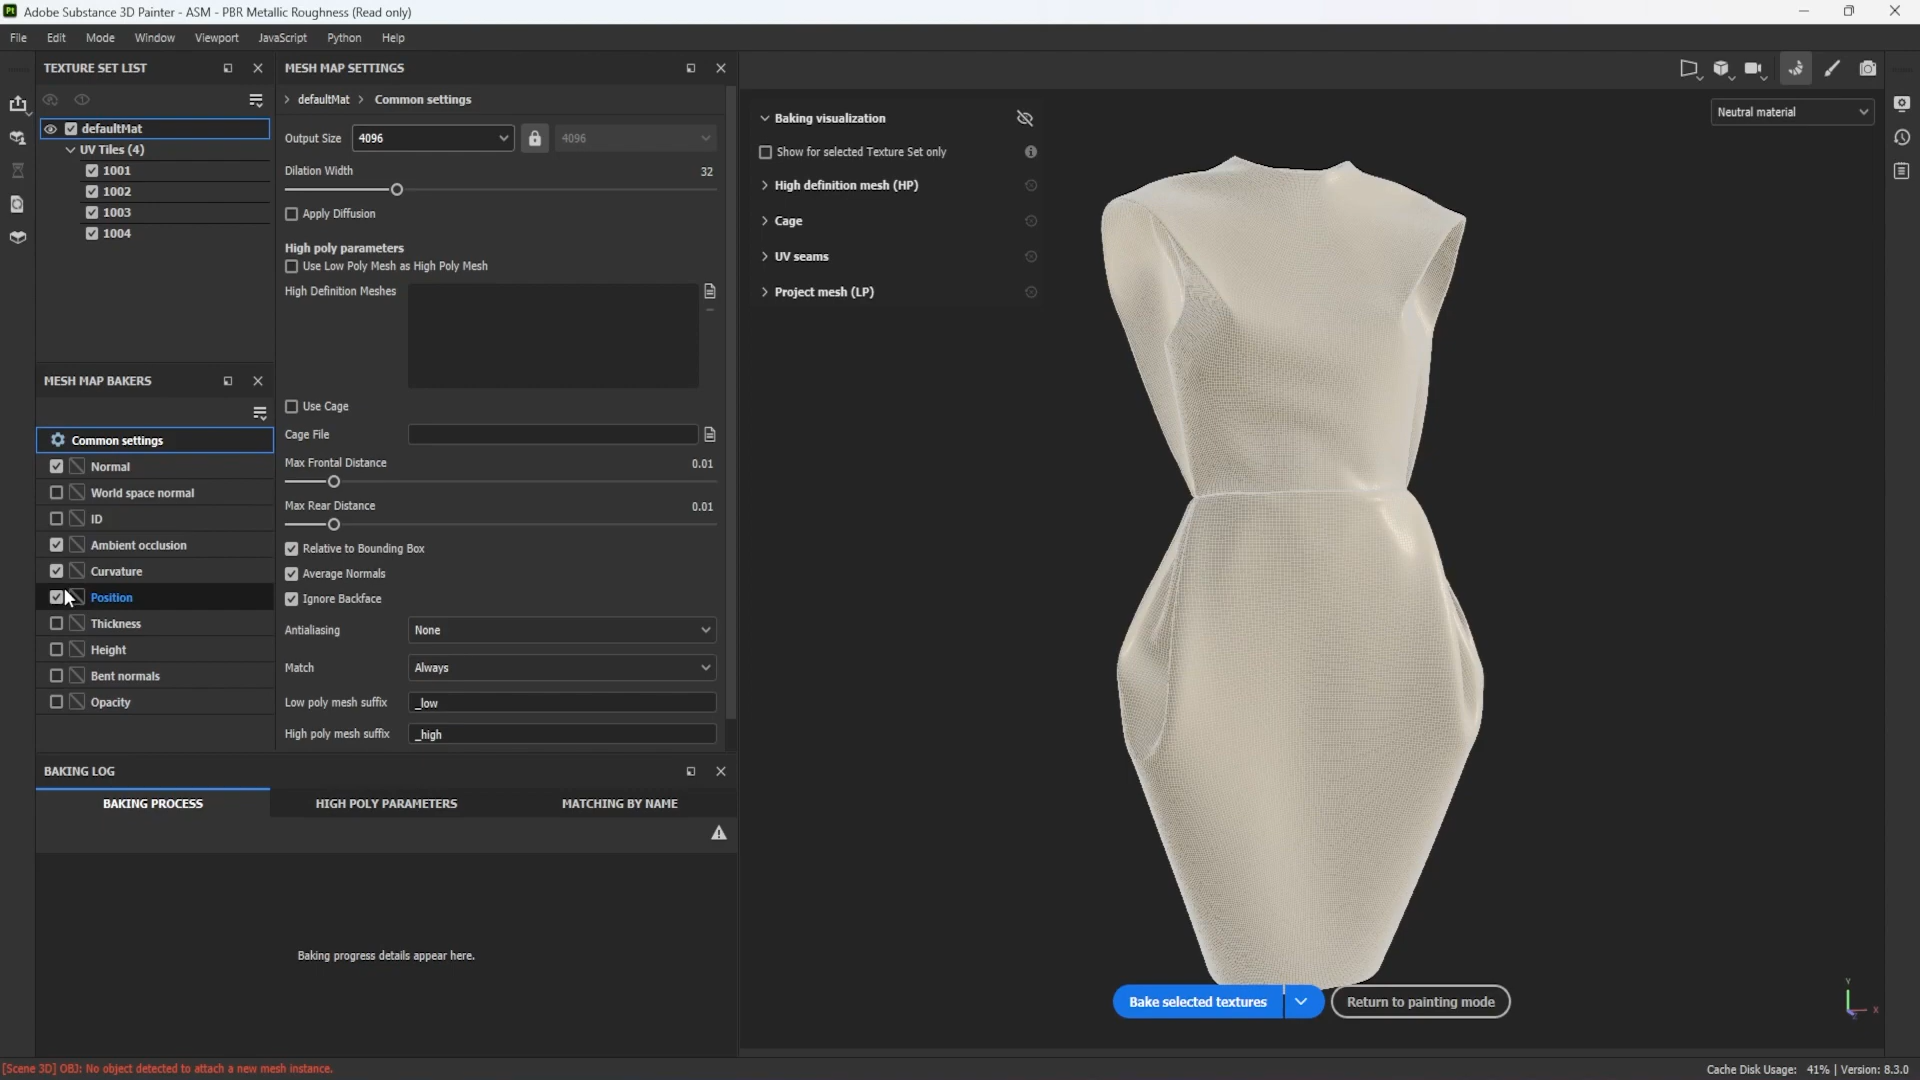 Pt Adobe Substance 3D Painter - ASM - PBR Metallic Roughness (Read only)
File Edit Mode Window Viewport JavaScript Python Help
TEXTURE SET LIST
defaultMat
UV Tiles (4)
1001
1002
1003
1004
MESH MAP BAKERS
Common settings
Normal
World space normal
ID
Ambient occlusion
Curvature
Position
Thickness
Height
Bent normals
Opacity
MESH MAP SETTINGS
defaultMat > Common settings
Output Size 4096 4096
Dilation Width 32
Apply Diffusion
High poly parameters
Use Low Poly Mesh as High Poly Mesh
High Definition Meshes
Use Cage
Cage File
Max Frontal Distance 0.01
Max Rear Distance 0.01
Relative to Bounding Box
Average Normals
Ignore Backface
Antialiasing None
Match Always
Low poly mesh suffix _low
High poly mesh suffix _high
BAKING LOG
BAKING PROCESS HIGH POLY PARAMETERS MATCHING BY NAME
Baking progress details appear here.
Baking visualization
Show for selected Texture Set only
High definition mesh (HP)
Cage
UV seams
Project mesh (LP)
Neutral material
Bake selected textures Return to painting mode
Y
X
[Scene 3D] OBJ: No object detected to attach a new mesh instance.
Cache Disk Usage: 41% | Version: 8.3.0